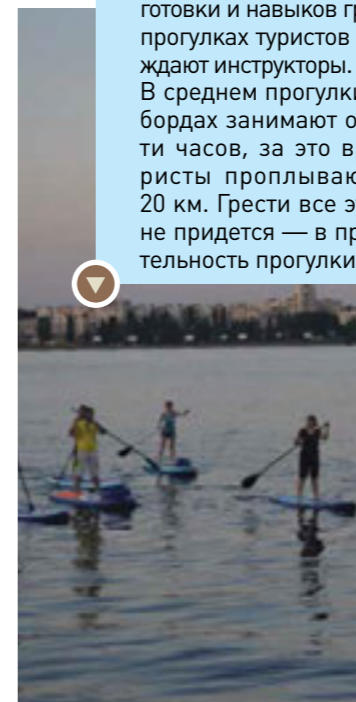 готовки и навыков гр
прогулках туристов
ждают инструкторы.
В среднем прогулки
бордах занимают о
ти часов, за это в
ристы проплываю
20 км. Грести все э
не придется — в пр
тельность прогулки